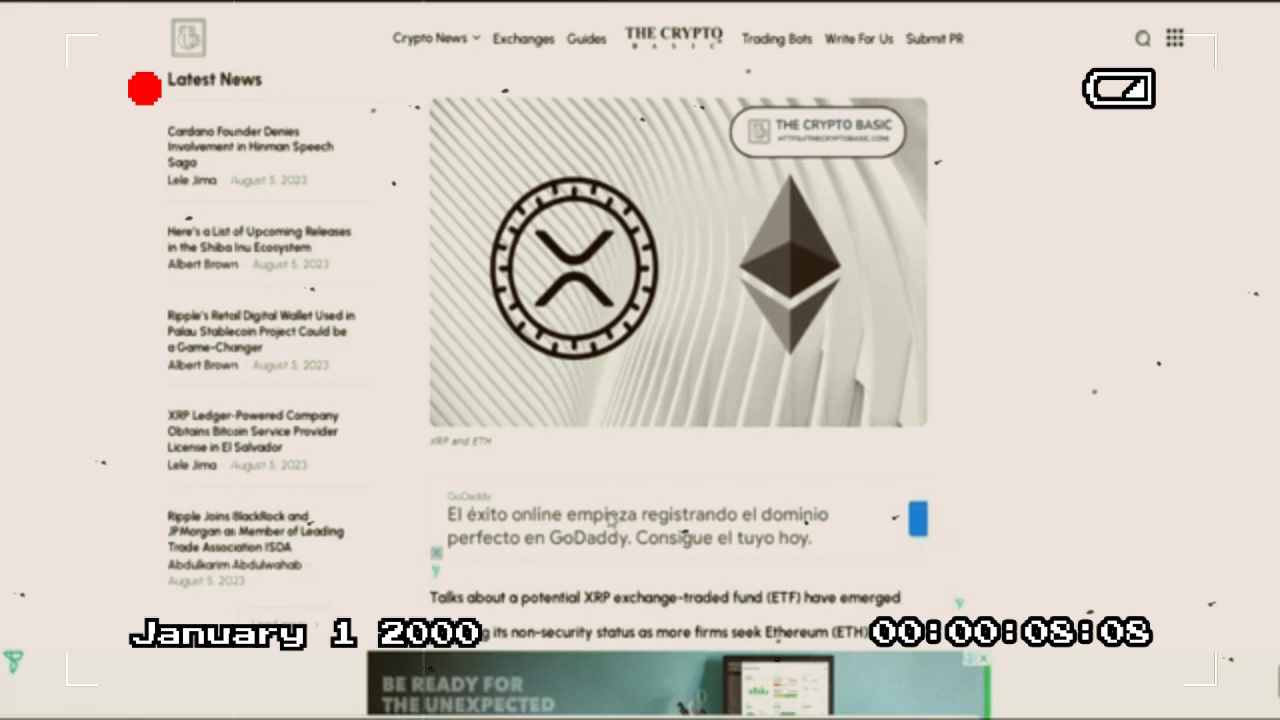 Crypto News Exchanges Guides THE CRYPTO Trading Bots Write For Us Submit PR
BASIC
Latest News
Cardano Founder Denies
Involvement in Hinman Speech
Saga
Lele Jima August 5, 2023
Here's a List of Upcoming Releases
in the Shiba Inu Ecosystem
Albert Brown August 5, 2023
Ripple's Retail Digital Wallet Used in
Palau Stablecoin Project Could be
a Game-Changer
Albert Brown August 5, 2023
XRP Ledger-Powered Company
Obtains Bitcoin Service Provider
License in El Salvador
Lele Jima August 5, 2023
Ripple Joins BlackRock and
JPMorgan as Member of Leading
Trade Association ISDA
Abdulkarim Abdulwahab
August 5, 2023
THE CRYPTO BASIC
HTTPS://THECRYPTOBASIC.COM/
XRP and ETH
GoDaddy
El éxito online empieza registrando el dominio
perfecto en GoDaddy. Consigue el tuyo hoy.
Talks about a potential XRP exchange-traded fund (ETF) have emerged
its non-security status as more firms seek Ethereum (ETH)
January 1 2000
00:00:08:08
BE READY FOR
THE UNEXPECTED